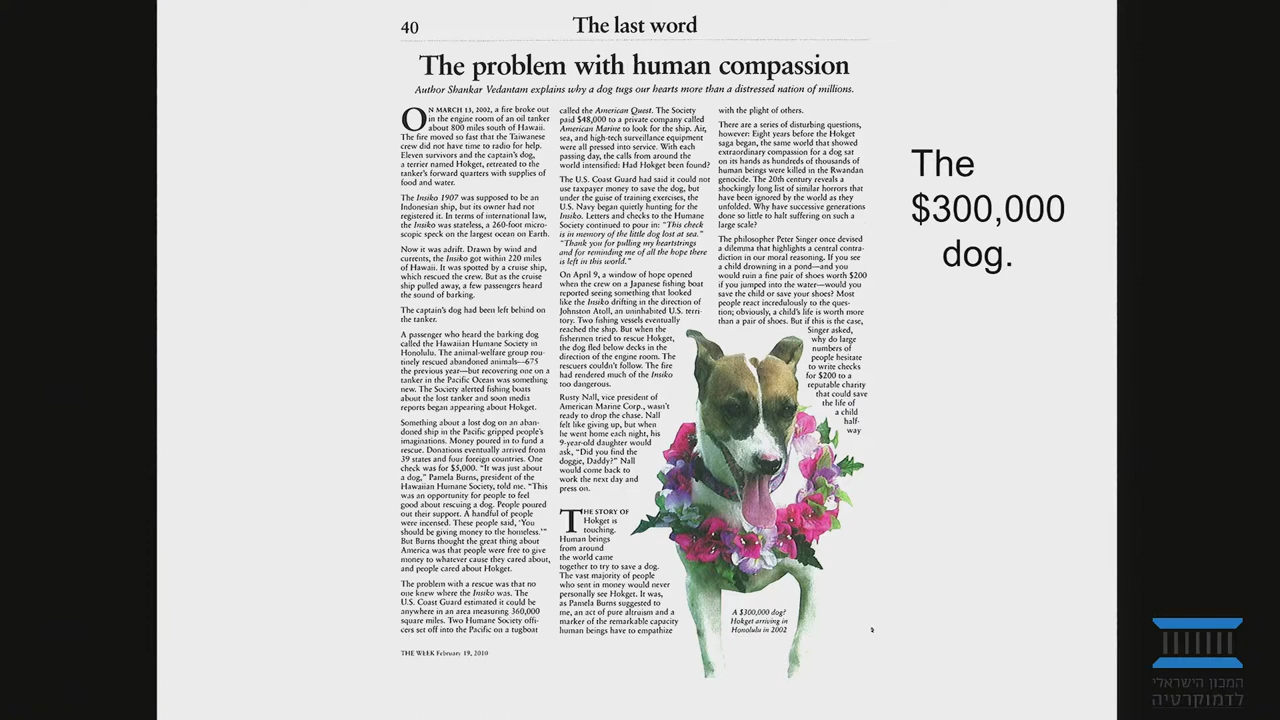 40
The last word
The problem with human compassion
Author Shankar Vedantam explains why a dog tugs our hearts more than a distressed nation of millions.
ON MARCH 13, 2002, a fire broke out
in the engine room of an oil tanker
about 800 miles south of Hawaii.
The fire moved so fast that the Taiwanese
crew did not have time to radio for help.
Eleven survivors and the captain's dog,
a terrier named Hokget, retreated to the
tanker's forward quarters with supplies of
food and water.
The Insiko 1907 was supposed to be an
Indonesian ship, but its owner had not
registered it. In terms of international law,
the Insiko was stateless, a 260-foot micro-
scopic speck on the largest ocean on Earth.
Now it was adrift. Drawn by wind and
currents, the Insiko got within 220 miles
of Hawaii. It was spotted by a cruise ship,
which rescued the crew. But as the cruise
ship pulled away, a few passengers heard
the sound of barking.
The captain's dog had been left behind on
the tanker.
A passenger who heard the barking dog
called the Hawaiian Humane Society in
Honolulu. The animal-welfare group rou-
tinely rescued abandoned animals—675
the previous year—but recovering one on a
tanker in the Pacific Ocean was something
new. The Society alerted fishing boats
about the lost tanker and soon media
reports began appearing about Hokget.
Something about a lost dog on an aban-
doned ship in the Pacific gripped people's
imaginations. Money poured in to fund a
rescue. Donations eventually arrived from
39 states and four foreign countries. One
check was for $5,000. "It was just about
a dog," Pamela Burns, president of the
Hawaiian Humane Society, told me. "This
was an opportunity for people to feel
good about rescuing a dog. People poured
out their support. A handful of people
were incensed. These people said, 'You
should be giving money to the homeless.'"
But Burns thought the great thing about
America was that people were free to give
money to whatever cause they cared about,
and people cared about Hokget.
The problem with a rescue was that no
one knew where the Insiko was. The
U.S. Coast Guard estimated it could be
anywhere in an area measuring 360,000
square miles. Two Humane Society offi-
cers set off into the Pacific on a tugboat
called the American Quest. The Society
paid $48,000 to a private company called
American Marine to look for the ship. Air,
sea, and high-tech surveillance equipment
were all pressed into service. With each
passing day, the calls from around the
world intensified: Had Hokget been found?
The U.S. Coast Guard had said it could not
use taxpayer money to save the dog, but
under the guise of training exercises, the
U.S. Navy began quietly hunting for the
Insiko. Letters and checks to the Humane
Society continued to pour in: "This check
is in memory of the little dog lost at sea."
"Thank you for pulling my heartstrings
and for reminding me of all the hope there
is left in this world."
On April 9, a window of hope opened
when the crew on a Japanese fishing boat
reported seeing something that looked
like the Insiko drifting in the direction of
Johnston Atoll, an uninhabited U.S. terri-
tory. Two fishing vessels eventually
reached the ship. But when the
fishermen tried to rescue Hokget,
the dog fled below decks in the
direction of the engine room. The
rescuers couldn't follow. The fire
had rendered much of the Insiko
too dangerous.
Rusty Nall, vice president of
American Marine Corp., wasn't
ready to drop the chase. Nall
felt like giving up, but when
he went home each night, his
9-year-old daughter would
ask, "Did you find the
doggie, Daddy?" Nall
would come back to
work the next day and
press on.
THE STORY OF
Hokget is
touching.
Human beings
from around
the world came
together to try to save a dog.
The vast majority of people
who sent in money would never
personally see Hokget. It was,
as Pamela Burns suggested to
me, an act of pure altruism and a
marker of the remarkable capacity
human beings have to empathize
with the plight of others.
There are a series of disturbing questions,
however: Eight years before the Hokget
saga began, the same world that showed
extraordinary compassion for a dog sat
on its hands as hundreds of thousands of
human beings were killed in the Rwandan
genocide. The 20th century reveals a
shockingly long list of similar horrors that
have been ignored by the world as they
unfolded. Why have successive generations
done so little to halt suffering on such a
large scale?
The philosopher Peter Singer once devised
a dilemma that highlights a central contra-
diction in our moral reasoning. If you see
a child drowning in a pond—and you
would ruin a fine pair of shoes worth $200
if you jumped into the water—would you
save the child or save your shoes? Most
people react incredulously to the ques-
tion; obviously, a child's life is worth more
than a pair of shoes. But if this is the case,
Singer asked,
why do large
numbers of
people hesitate
to write checks
for $200 to a
reputable charity
that could save
the life of
a child
half-
way
A $300,000 dog?
Hokget arriving in
Honolulu in 2002
THE WEEK February 19, 2010
The
$300,000
dog.
המכון הישראלי
לדמוקרטיה